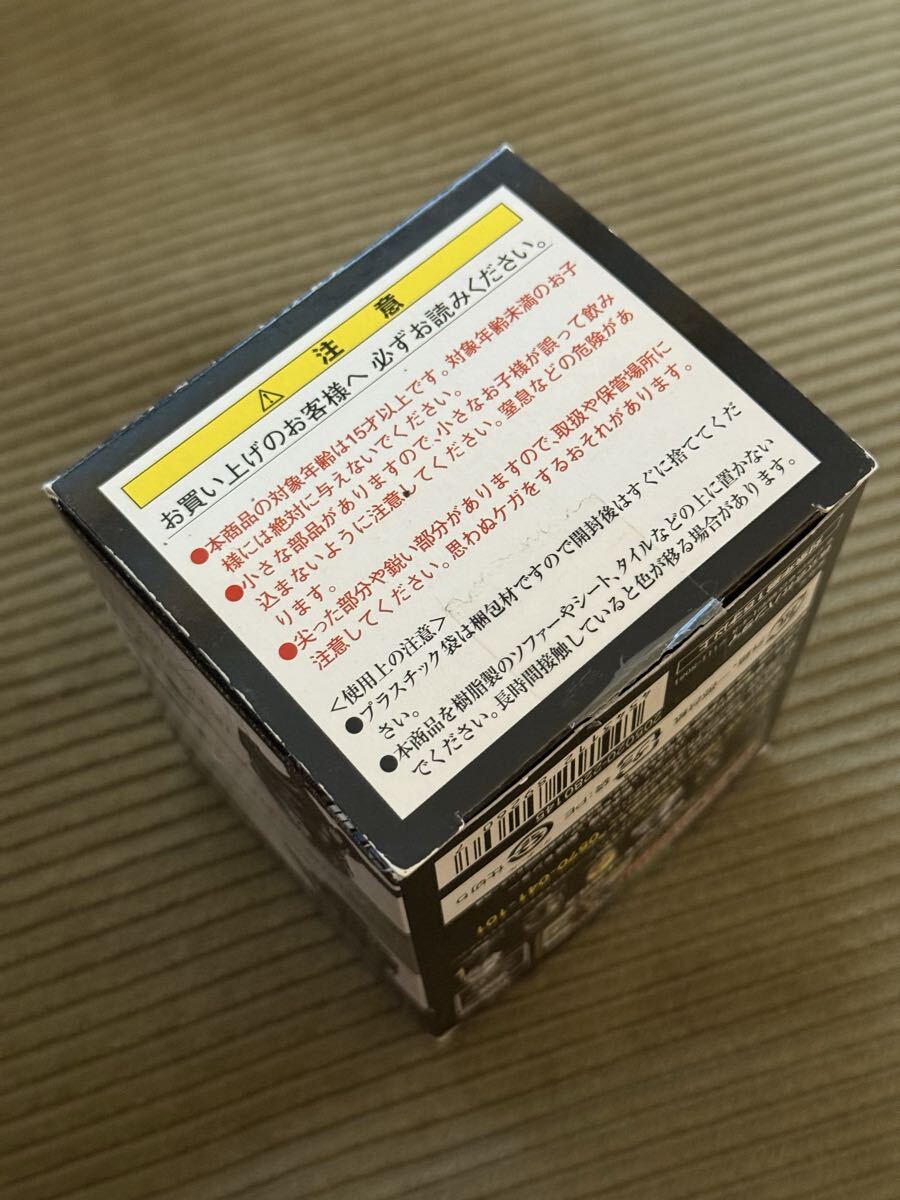 ⚠ 注 意
お買い上げのお客様へ 必ずお読みください。
●本商品の対象年齢は15才以上です。対象年齢未満のお子
様には絶対に与えないでください。
●小さな部品がありますので、小さなお子様が誤って飲み
込まないように注意してください。窒息などの危険があ
ります。
●尖った部分や鋭い部分がありますので、取扱や保管場所に
注意してください。思わぬケガをするおそれがあります。
<使用上の注意>
●プラスチック袋は梱包材ですので開封後はすぐに捨ててくだ
さい。
●本商品を樹脂製のソファーやシート、タイルなどの上に置かない
でください。長時間接触していると色が移る場合があります。
袋:PE
仕切り
0570-041-101